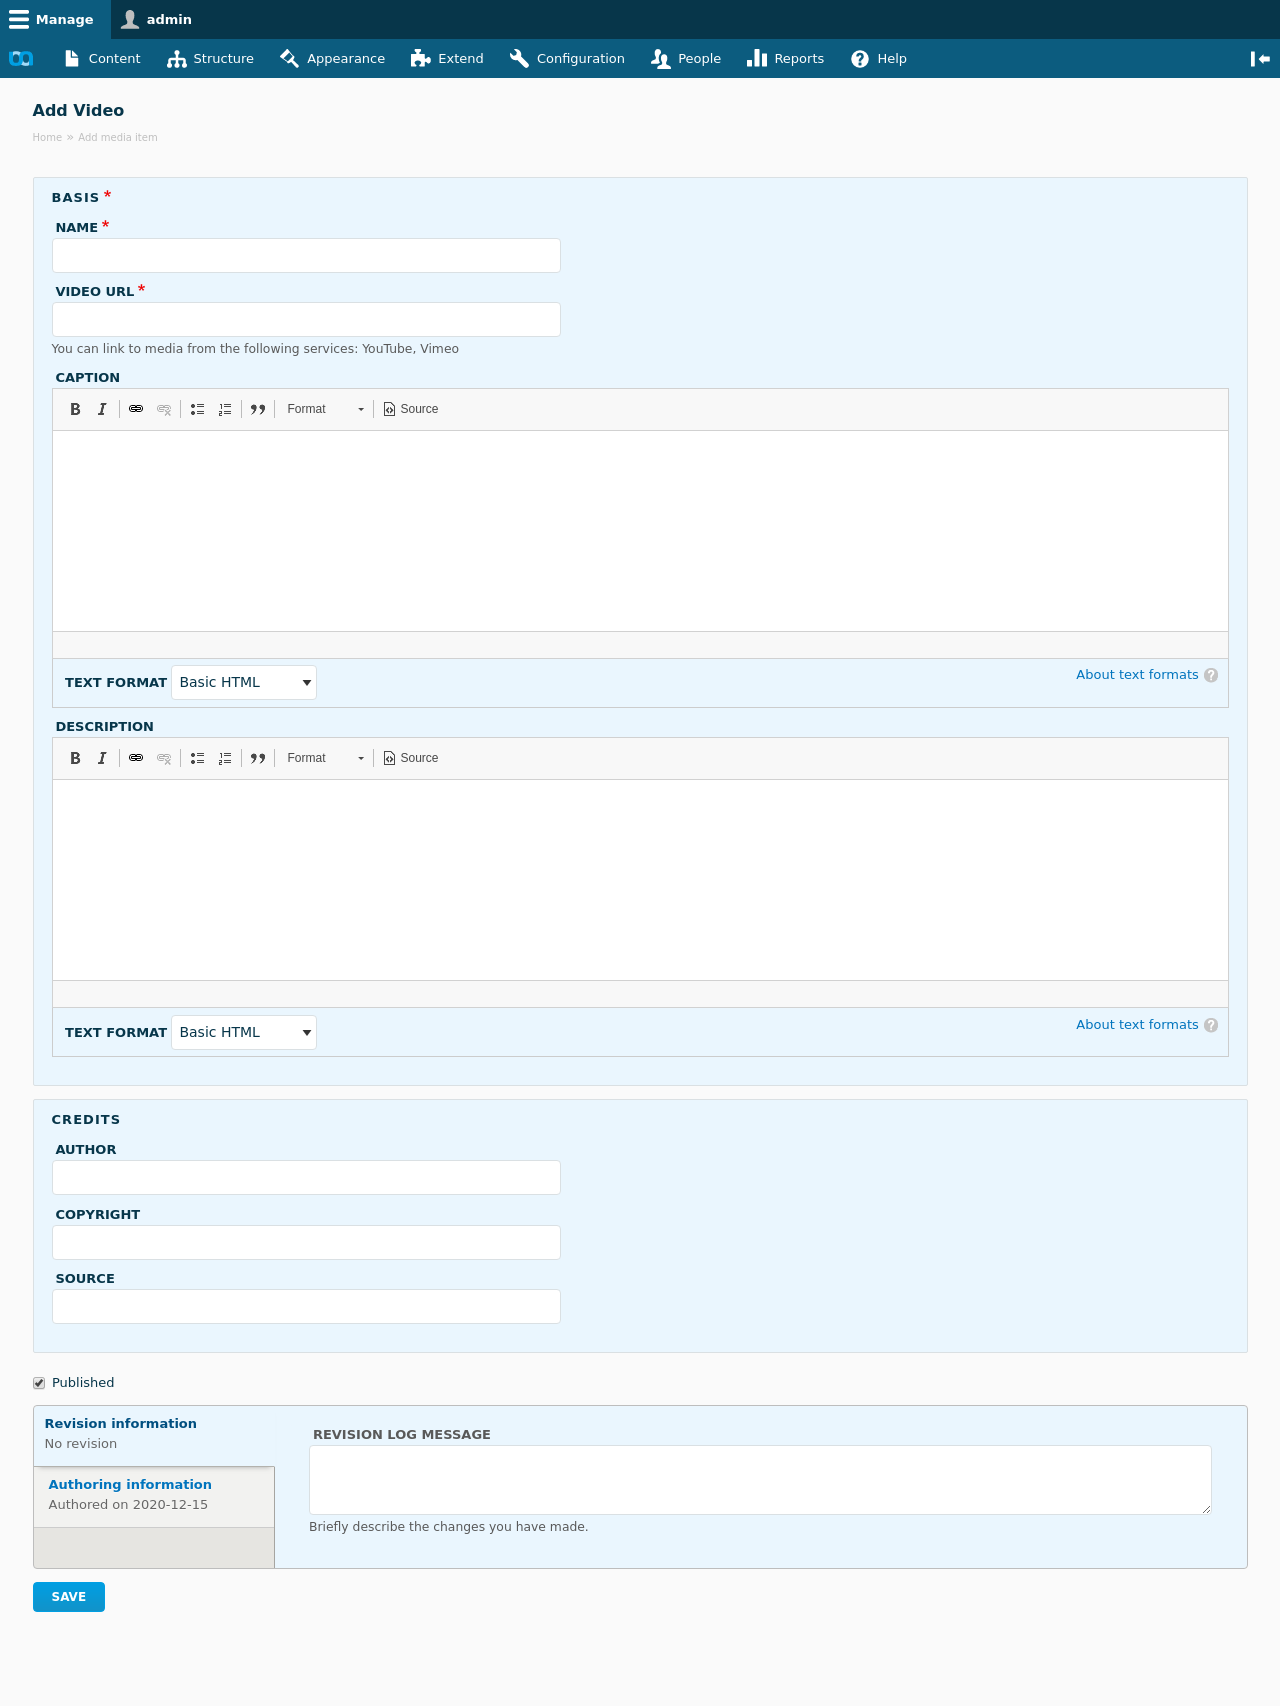 Manage admin
Content Structure Appearance Extend Configuration People Reports Help
Add Video
Home » Add media item
BASIS *
NAME *
VIDEO URL *
You can link to media from the following services: YouTube, Vimeo
CAPTION
B I Format Source
TEXT FORMAT Basic HTML About text formats ?
DESCRIPTION
B I Format Source
TEXT FORMAT Basic HTML About text formats ?
CREDITS
AUTHOR
COPYRIGHT
SOURCE
Published
Revision information
No revision
REVISION LOG MESSAGE
Authoring information
Authored on 2020-12-15
Briefly describe the changes you have made.
SAVE